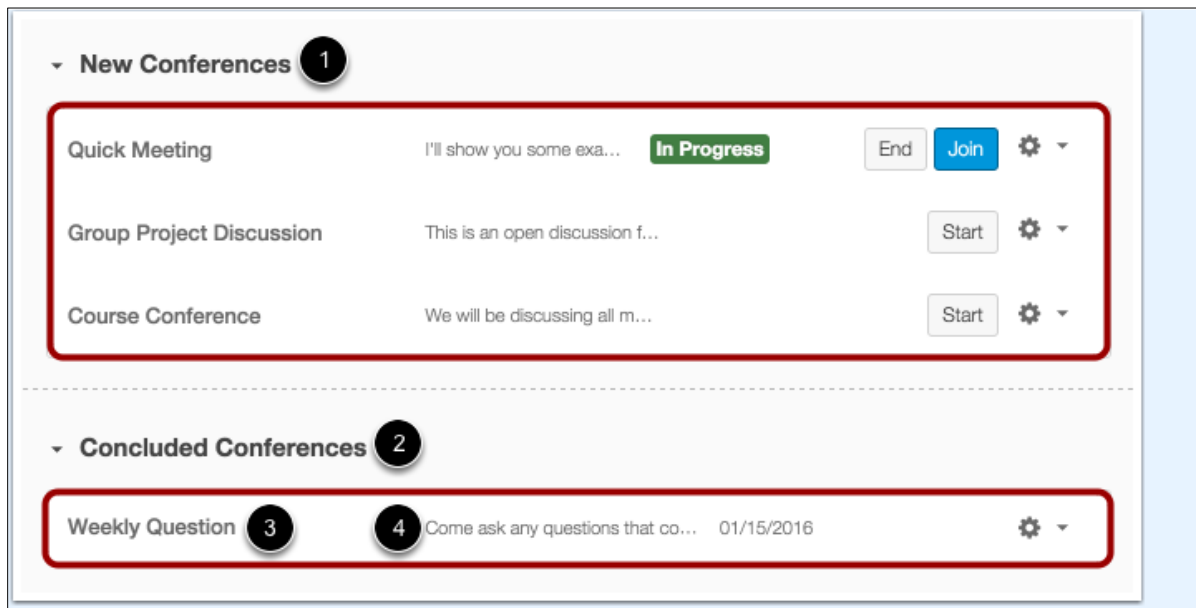 New Conferences 1
Quick Meeting I'll show you some exa... In Progress End Join
Group Project Discussion This is an open discussion f... Start
Course Conference We will be discussing all m... Start
Concluded Conferences 2
Weekly Question 3 4 Come ask any questions that co... 01/15/2016